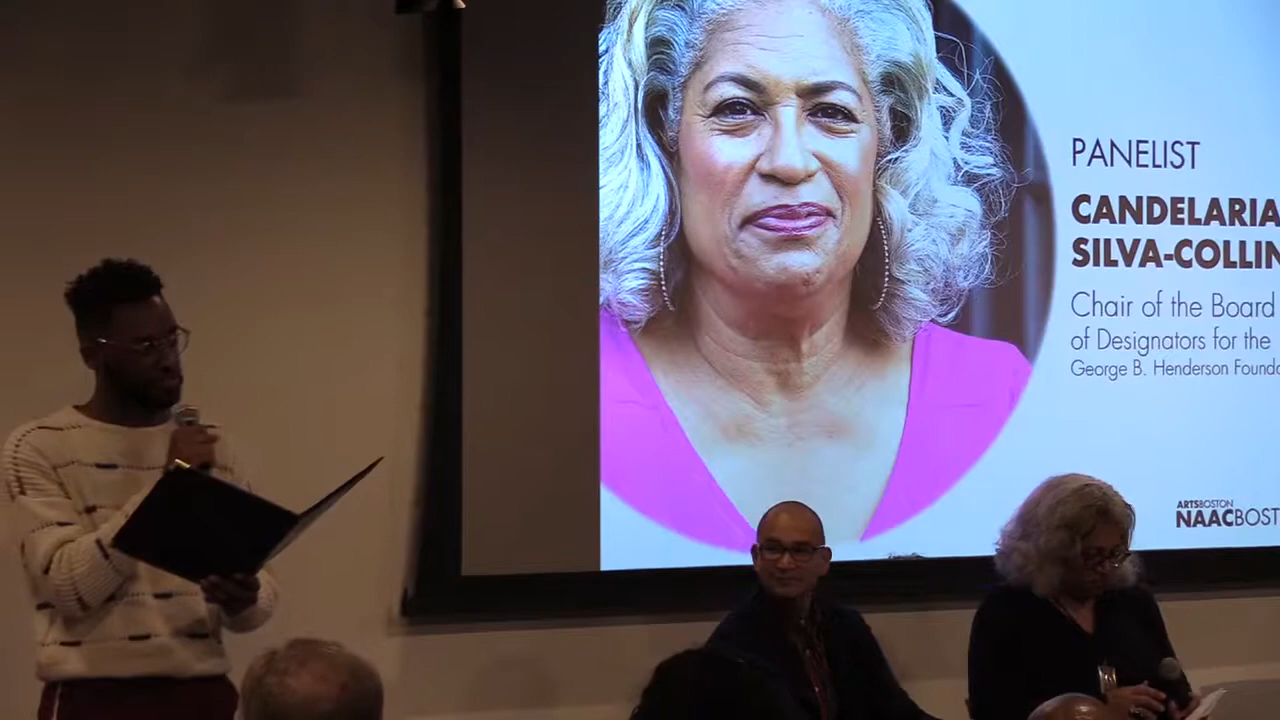 PANELIST
CANDELARIA
SILVA-COLLIN
Chair of the Board
of Designators for the
George B. Henderson Founda
ARTSBOSTON
NAACBOST